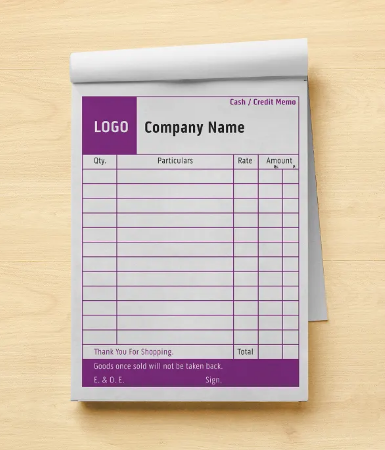 Cash / Credit Memo
LOGO
Company Name
Qty. Particulars Rate Amount
Rs. P.
Thank You For Shopping. Total
Goods once sold will not be taken back.
E. & O. E. Sign.